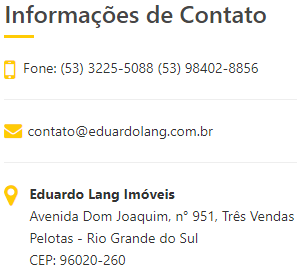 Informações de Contato
Fone: (53) 3225-5088 (53) 98402-8856
contato@eduardolang.com.br
Eduardo Lang Imóveis
Avenida Dom Joaquim, n° 951, Três Vendas
Pelotas - Rio Grande do Sul
CEP: 96020-260